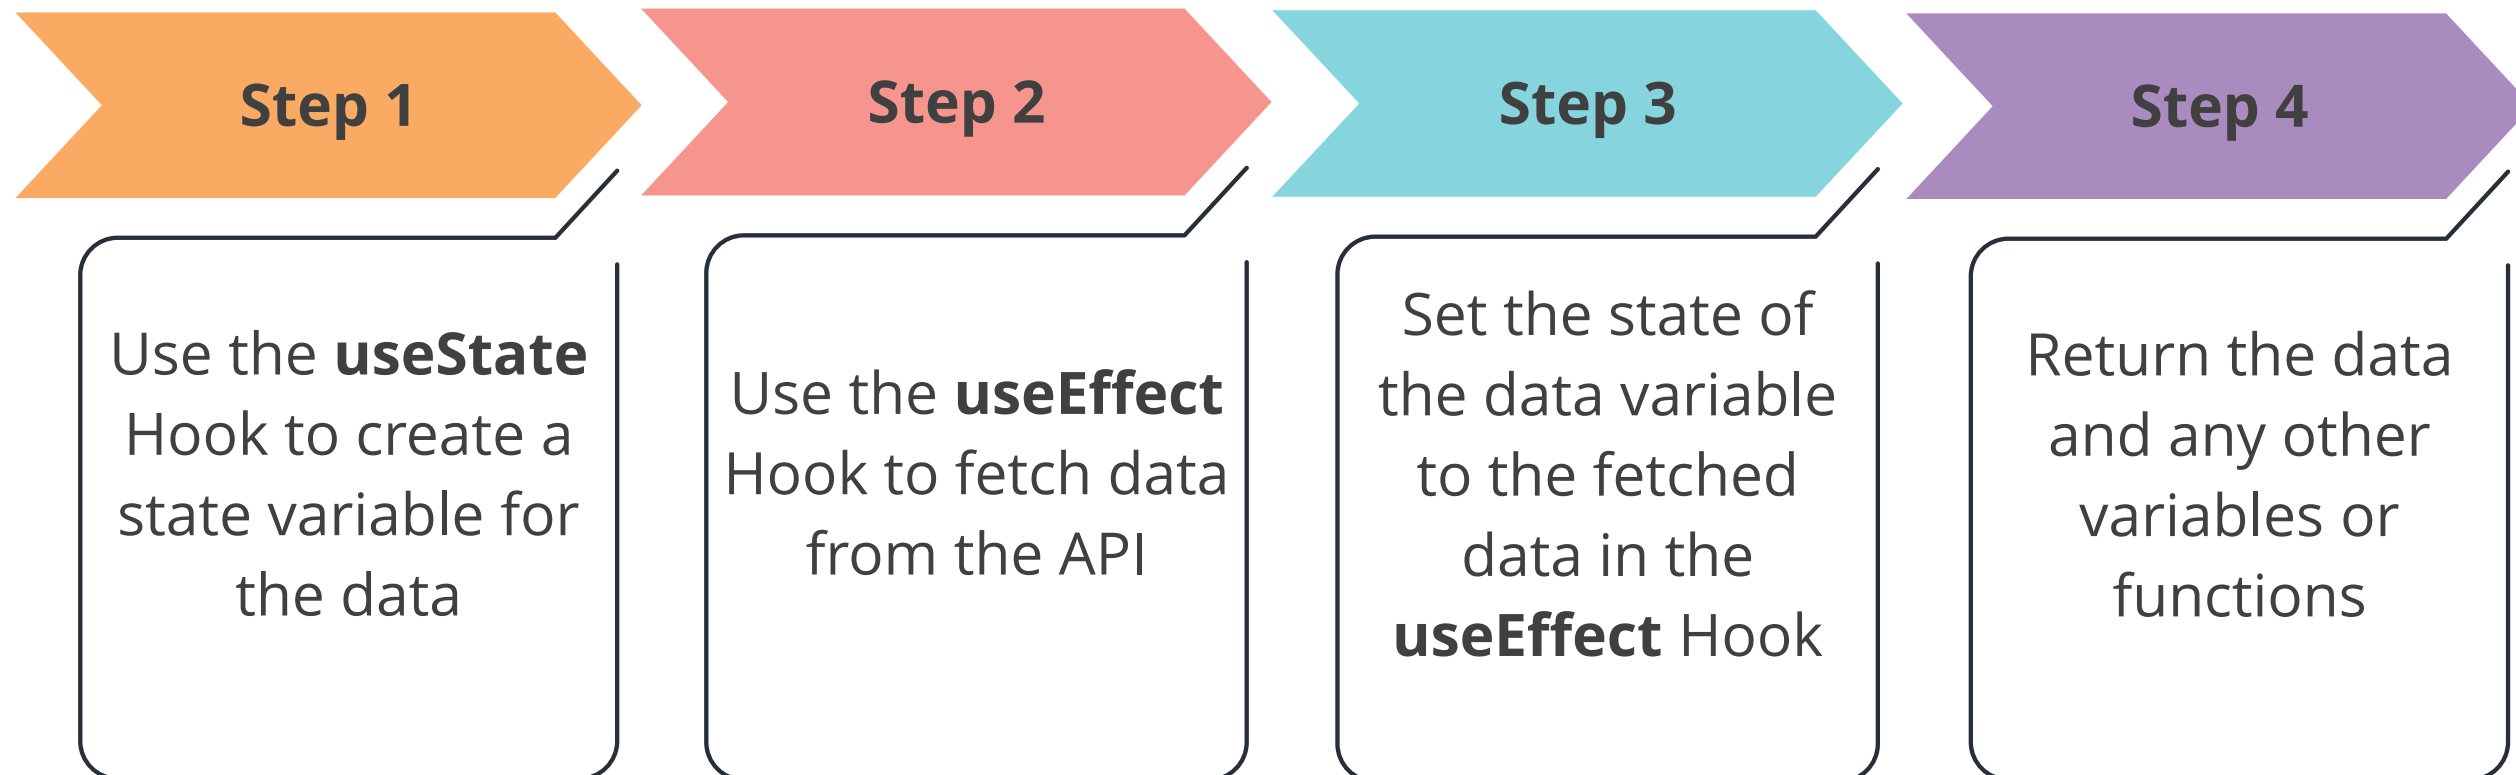 Step 1
Use the useState
Hook to create a
state variable for
the data
Step 2
Use the useEffect
Hook to fetch data
from the API
Step 3
Set the state of
the data variable
to the fetched
data in the
useEffect Hook
Step 4
Return the data
and any other
variables or
functions